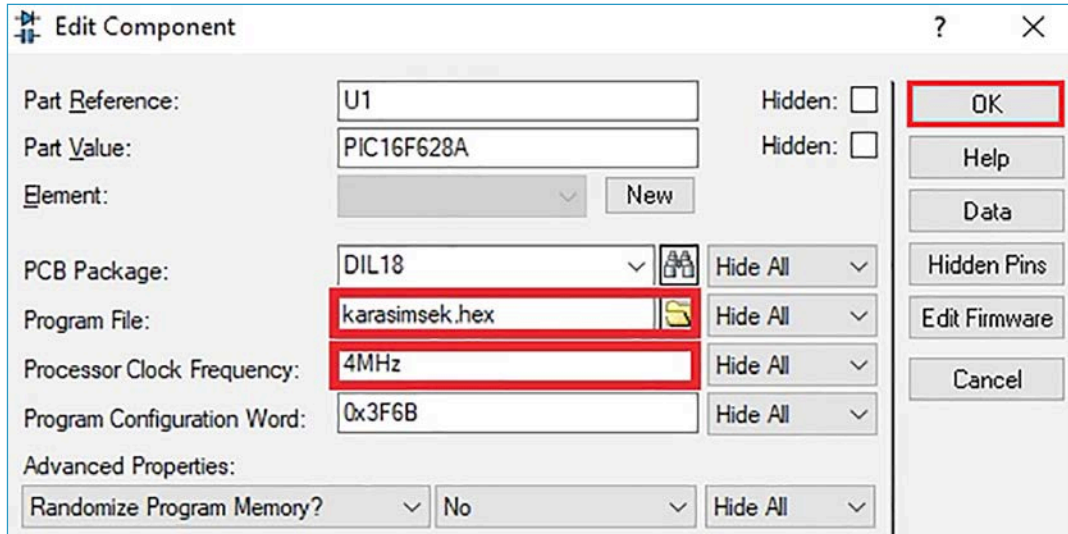 Edit Component ? ×
Part Reference: U1 Hidden: OK
Part Value: PIC16F628A Hidden: Help
Element: New Data
PCB Package: DIL18 Hide All Hidden Pins
Program File: karasimsek.hex Hide All Edit Firmware
Processor Clock Frequency: 4MHz Hide All Cancel
Program Configuration Word: 0x3F6B Hide All
Advanced Properties:
Randomize Program Memory? No Hide All